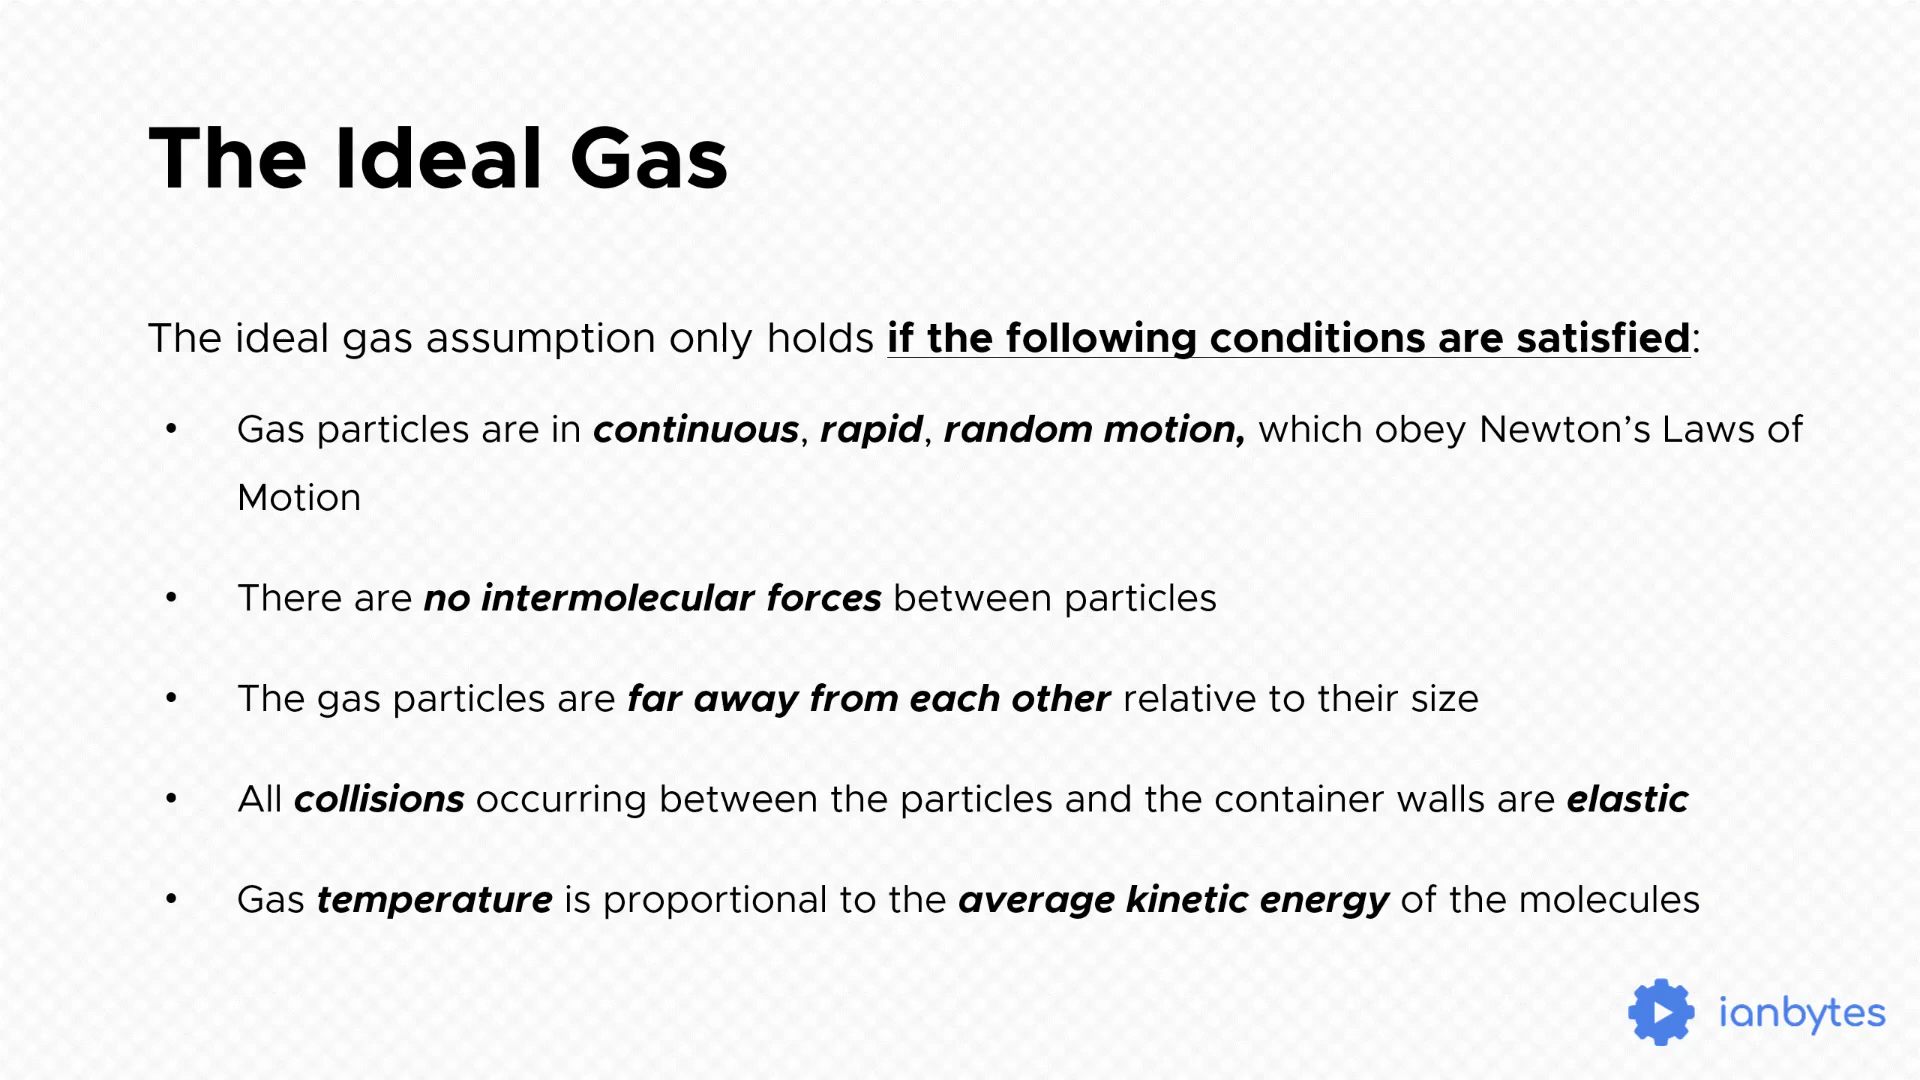 The Ideal Gas
The ideal gas assumption only holds if the following conditions are satisfied:
• Gas particles are in continuous, rapid, random motion, which obey Newton’s Laws of
Motion
• There are no intermolecular forces between particles
• The gas particles are far away from each other relative to their size
• All collisions occurring between the particles and the container walls are elastic
• Gas temperature is proportional to the average kinetic energy of the molecules
ianbytes